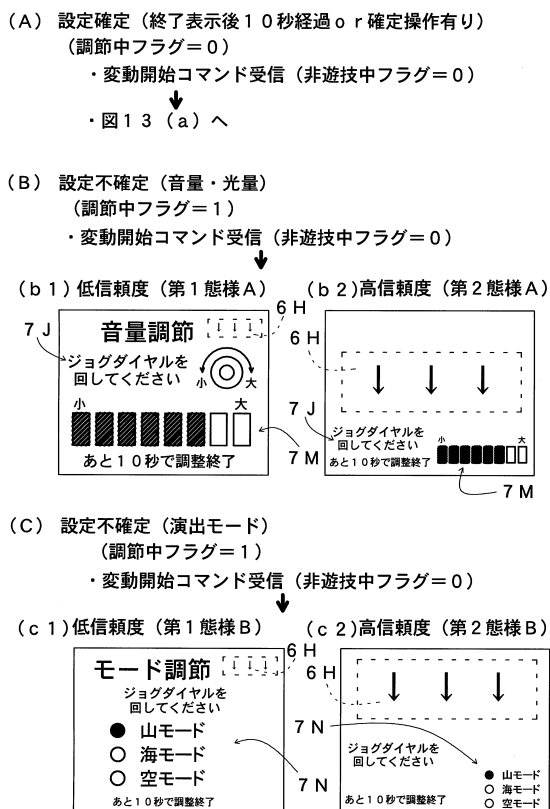 （A） 設定確定（終了表示後１０秒経過ｏｒ確定操作有り）
（調節中フラグ＝０）
・変動開始コマンド受信（非遊技中フラグ＝０）
・図１３（a）へ
（B） 設定不確定（音量・光量）
（調節中フラグ＝１）
・変動開始コマンド受信（非遊技中フラグ＝０）
（b１）低信頼度（第１態様A）
６H
７J
音量調節
↓ ↓ ↓
ジョグダイヤルを
回してください
小 大
小 大
あと１０秒で調整終了
７M
（b２）高信頼度（第２態様A）
６H
↓ ↓ ↓
７J
ジョグダイヤルを
回してください
小 大
あと１０秒で調整終了
７M
（C） 設定不確定（演出モード）
（調節中フラグ＝１）
・変動開始コマンド受信（非遊技中フラグ＝０）
（c１）低信頼度（第１態様B）
６H
モード調節
↓ ↓ ↓
ジョグダイヤルを
回してください
● 山モード
○ 海モード
○ 空モード
あと１０秒で調整終了
７N
（c２）高信頼度（第２態様B）
６H
↓ ↓ ↓
７N
ジョグダイヤルを
回してください
● 山モード
○ 海モード
○ 空モード
あと１０秒で調整終了